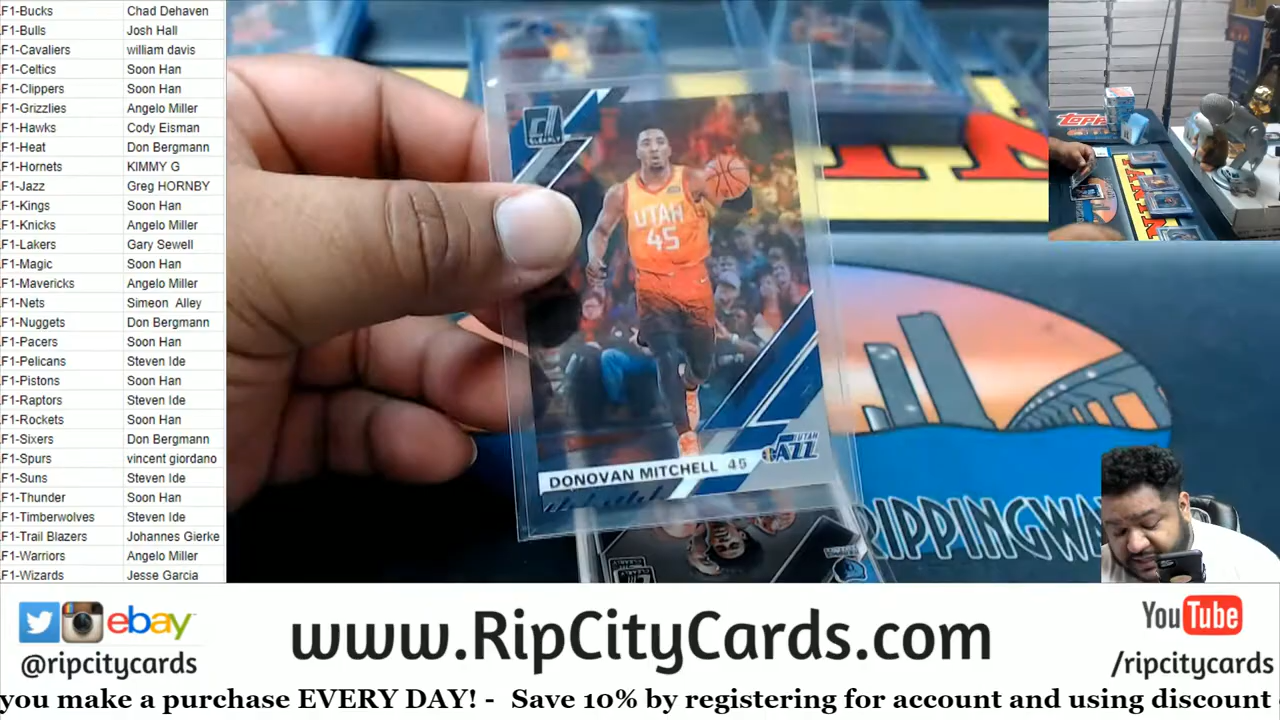 F1-Bucks Chad Dehaven
F1-Bulls Josh Hall
F1-Cavaliers william davis
F1-Celtics Soon Han
F1-Clippers Soon Han
F1-Grizzlies Angelo Miller
F1-Hawks Cody Eisman
F1-Heat Don Bergmann
F1-Hornets KIMMY G
F1-Jazz Greg HORNBY
F1-Kings Soon Han
F1-Knicks Angelo Miller
F1-Lakers Gary Sewell
F1-Magic Soon Han
F1-Mavericks Angelo Miller
F1-Nets Simeon Alley
F1-Nuggets Don Bergmann
F1-Pacers Soon Han
F1-Pelicans Steven Ide
F1-Pistons Soon Han
F1-Raptors Steven Ide
F1-Rockets Soon Han
F1-Sixers Don Bergmann
F1-Spurs vincent giordano
F1-Suns Steven Ide
F1-Thunder Soon Han
F1-Timberwolves Steven Ide
F1-Trail Blazers Johannes Gierke
F1-Warriors Angelo Miller
F1-Wizards Jesse Garcia
CLEARLY
UTAH
45
DONOVAN MITCHELL 45
UTAH
JAZZ
CLEARLY
RIPPINGWA
TOPPS
PANINI
ebay
@ripcitycards
www.RipCityCards.com
YouTube
/ripcitycards
you make a purchase EVERY DAY! - Save 10% by registering for account and using discount